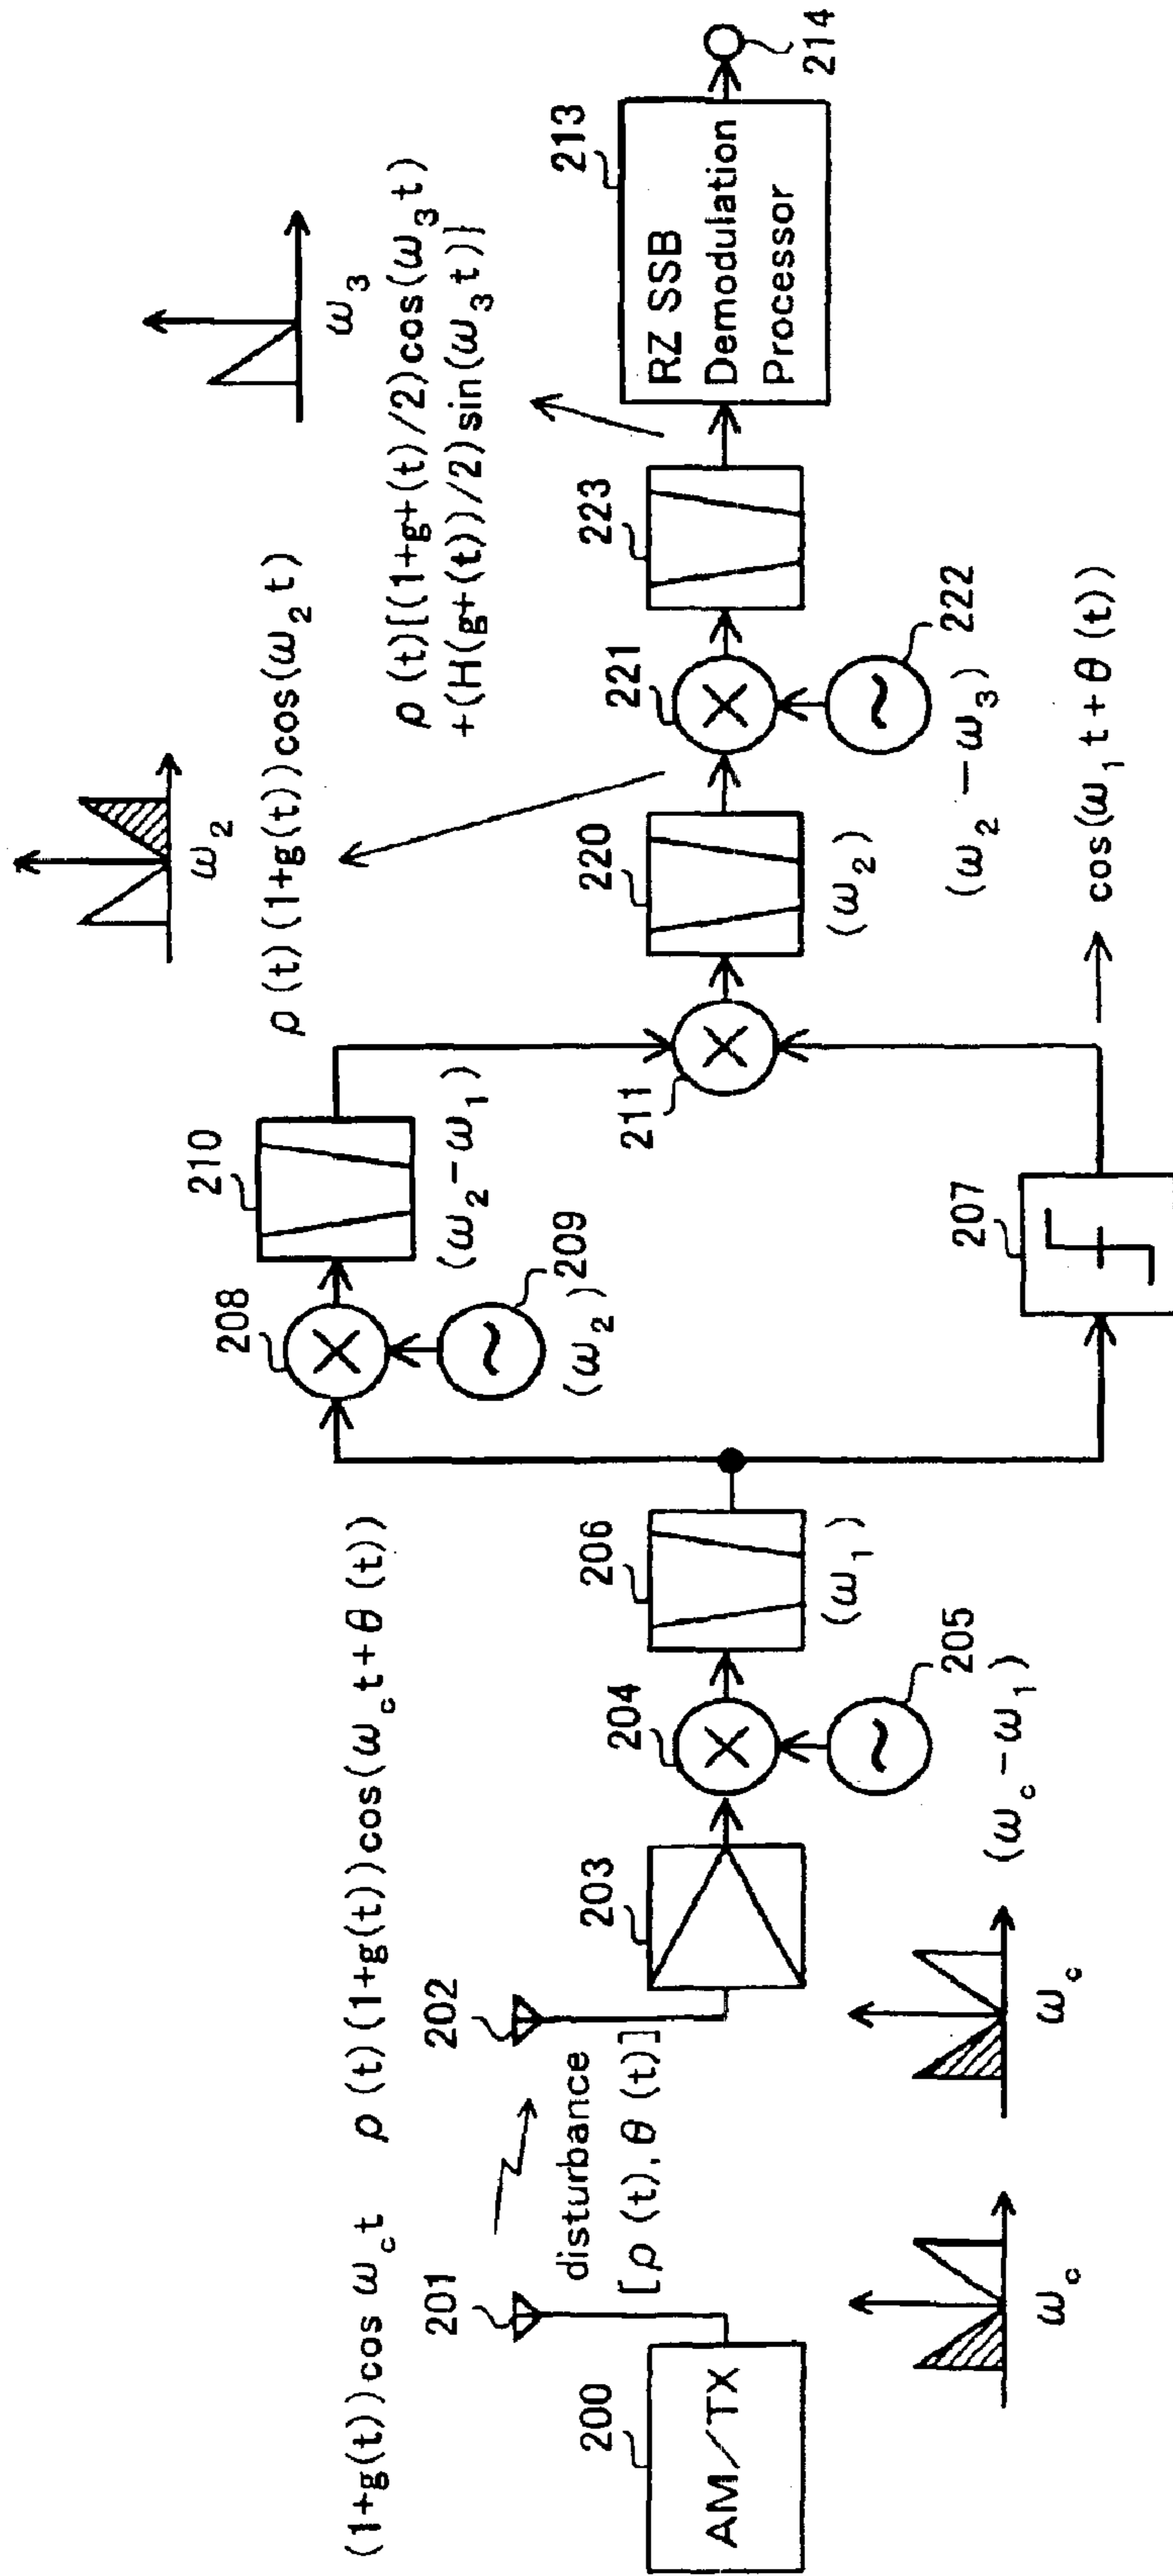 (1+g(t))cos ω_c t
ρ(t)(1+g(t))cos(ω_c t+θ(t))
ρ(t)(1+g(t))cos(ω_2 t)
ρ(t)[(1+g+(t)/2)cos(ω_3 t)
+(H(g+(t))/2)sin(ω_3 t)}
ω_2
ω_3
200
AM/TX
201
disturbance
[ρ(t), θ(t)]
202
203
204
205
(ω_c−ω_1)
206
(ω_1)
208
209
(ω_2)
210
(ω_2−ω_1)
207
211
220
(ω_2)
221
222
(ω_2−ω_3)
223
213
RZ SSB
Demodulation
Processor
214
cos(ω_1 t+θ(t))
ω_c
ω_c